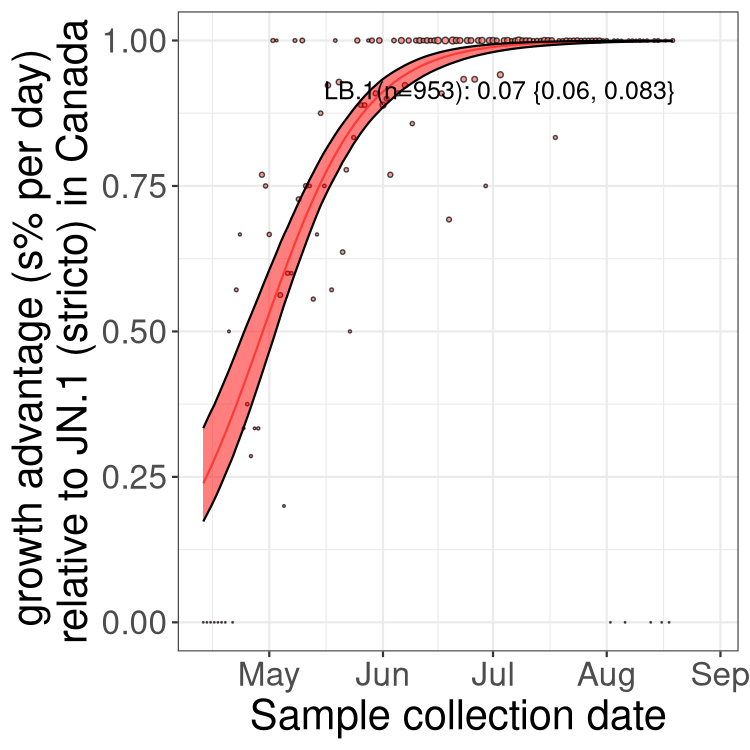 growth advantage (s% per day)
relative to JN.1 (stricto) in Canada
1.00
0.75
0.50
0.25
0.00
LB.1(n=953): 0.07 {0.06, 0.083}
May Jun Jul Aug Sep
Sample collection date